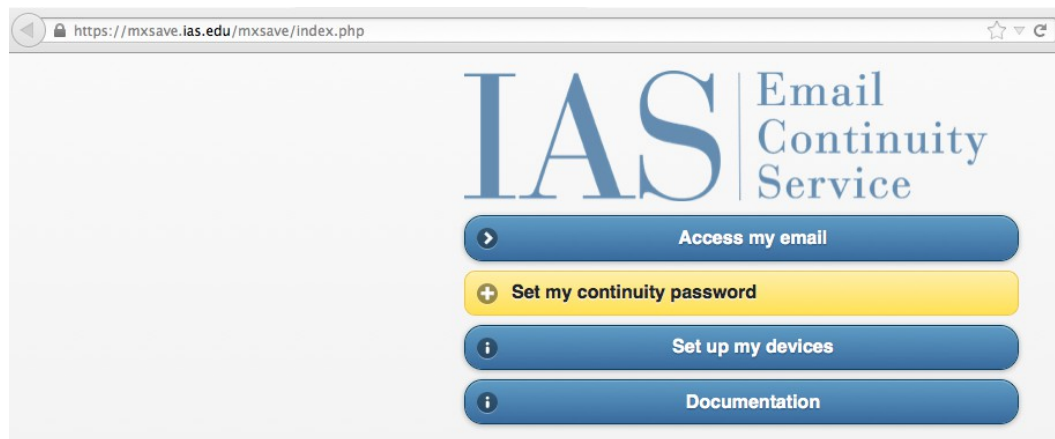 https://mxsave.ias.edu/mxsave/index.php
IAS
Email
Continuity
Service
Access my email
Set my continuity password
Set up my devices
Documentation